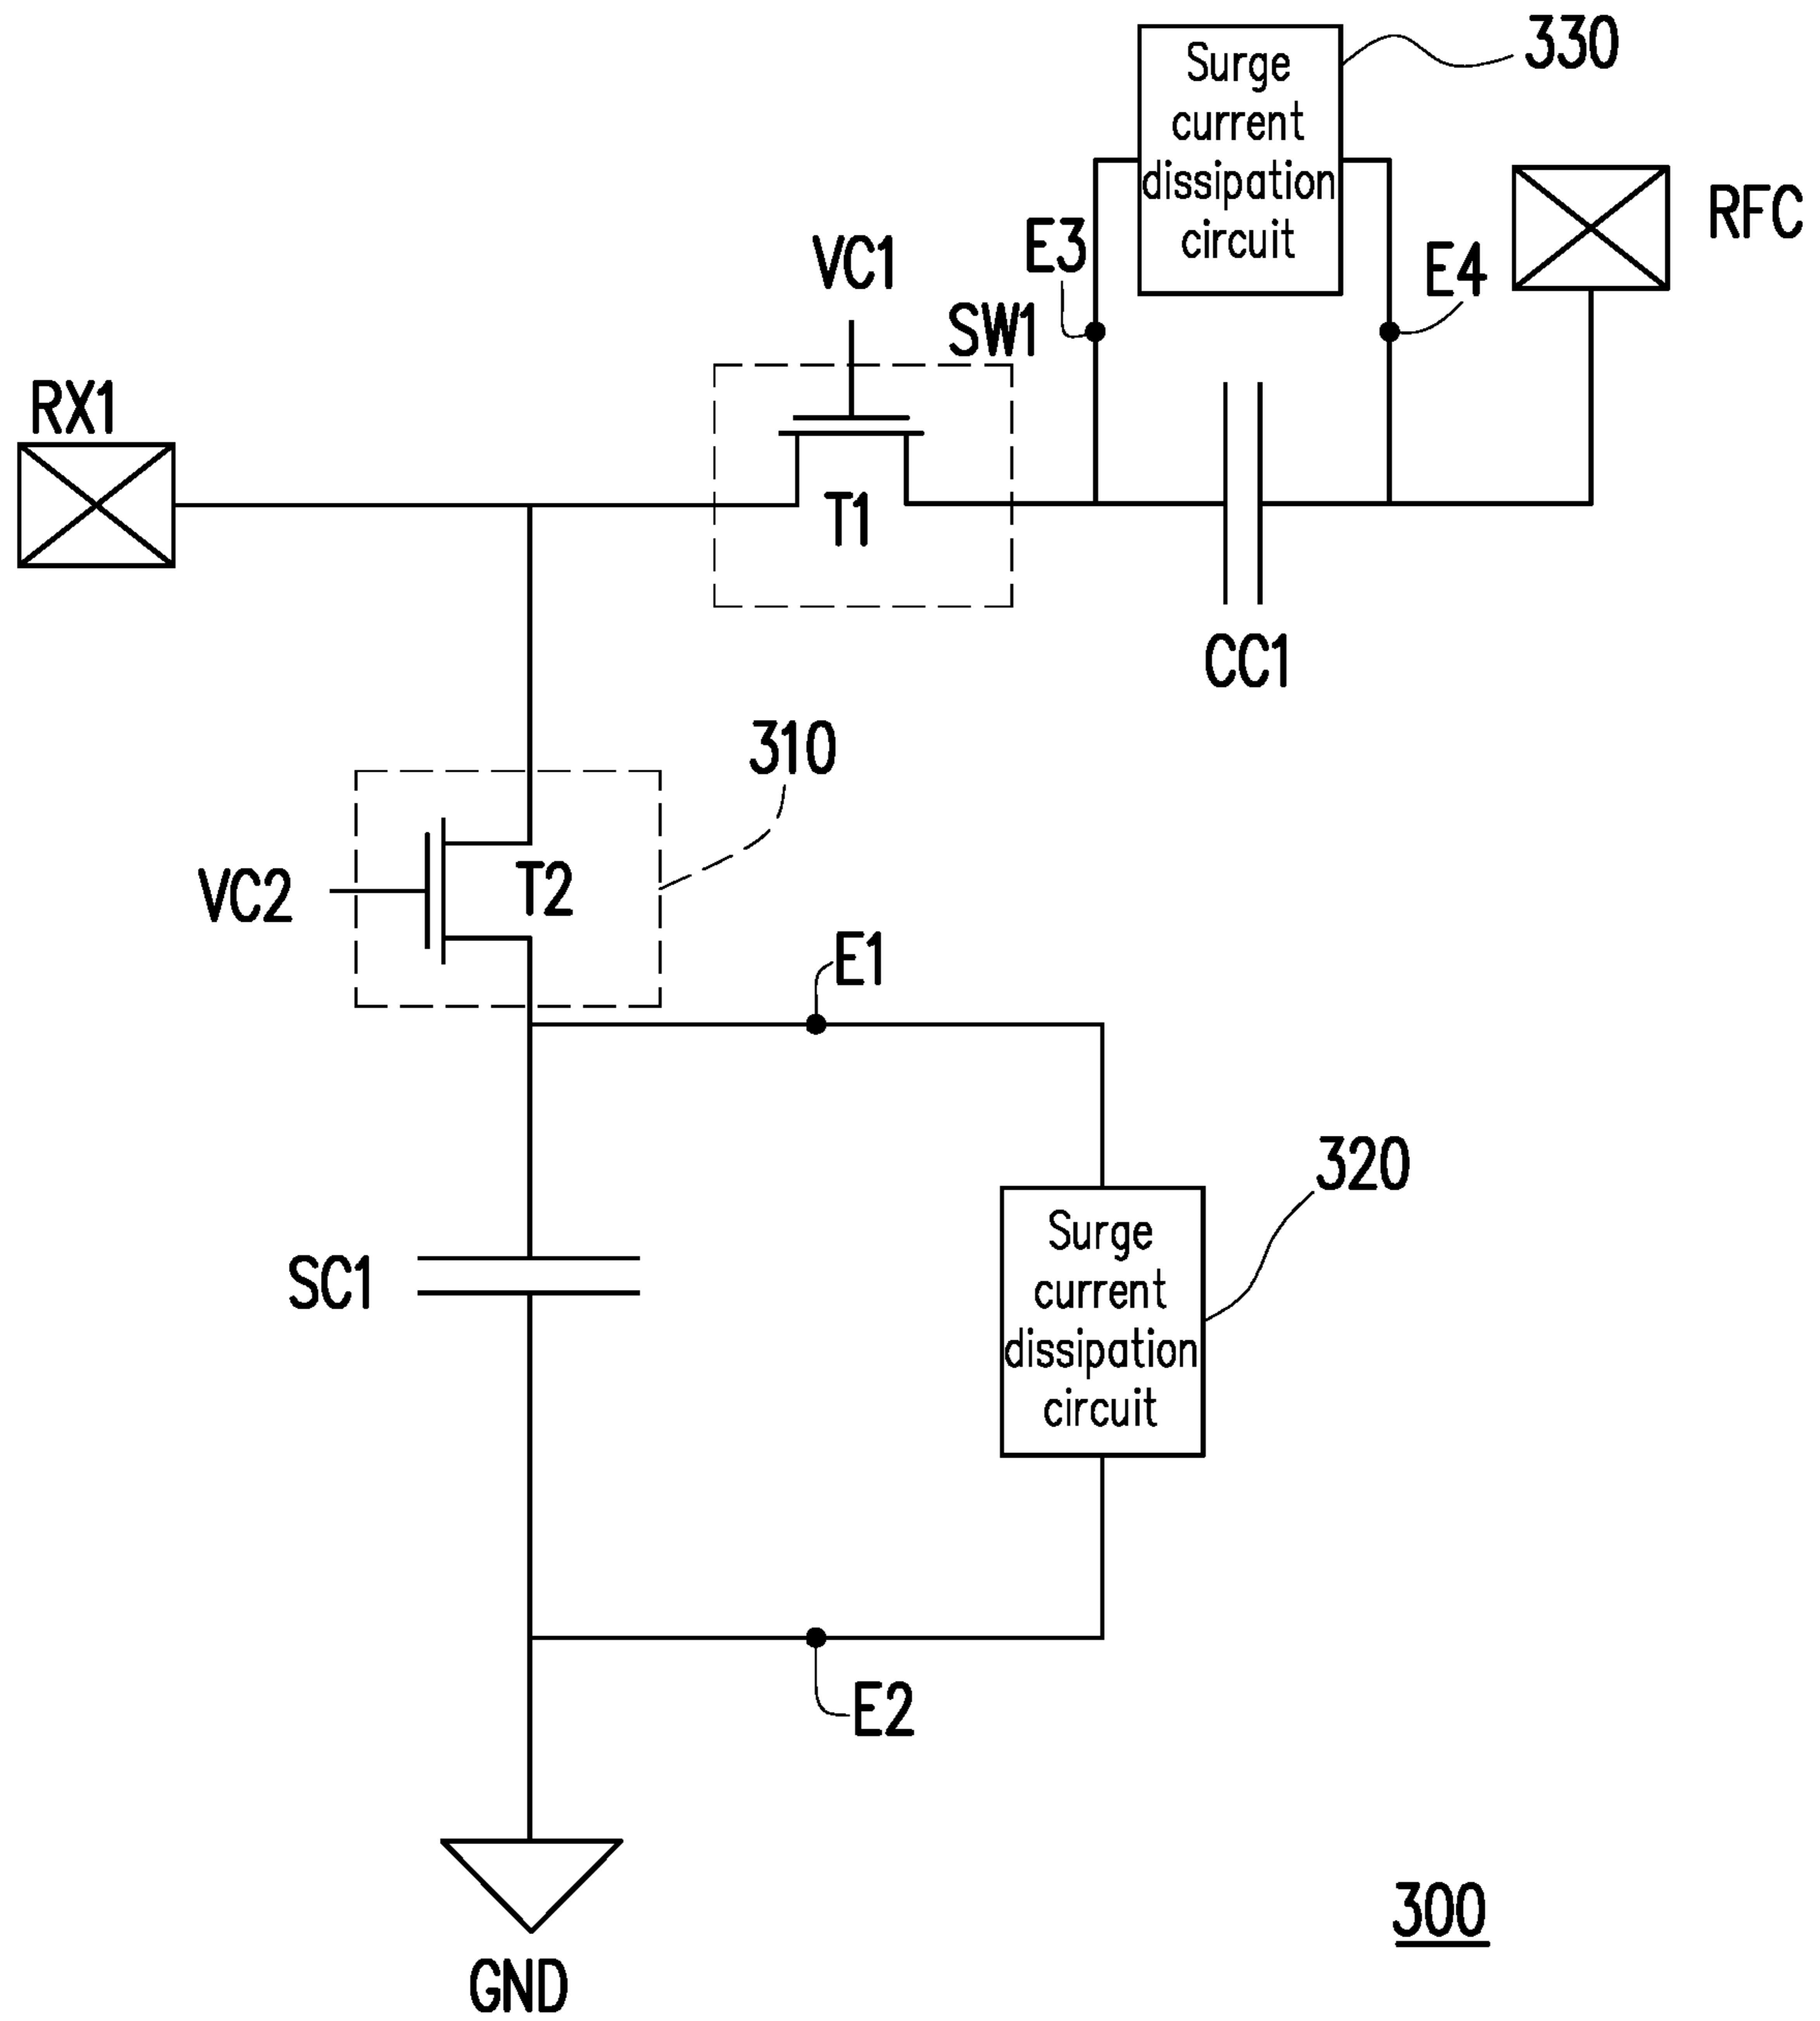 330
Surge
current
dissipation
circuit
RFC
E3
E4
VC1
SW1
RX1
T1
CC1
310
VC2
T2
E1
320
Surge
current
dissipation
circuit
SC1
E2
300
GND